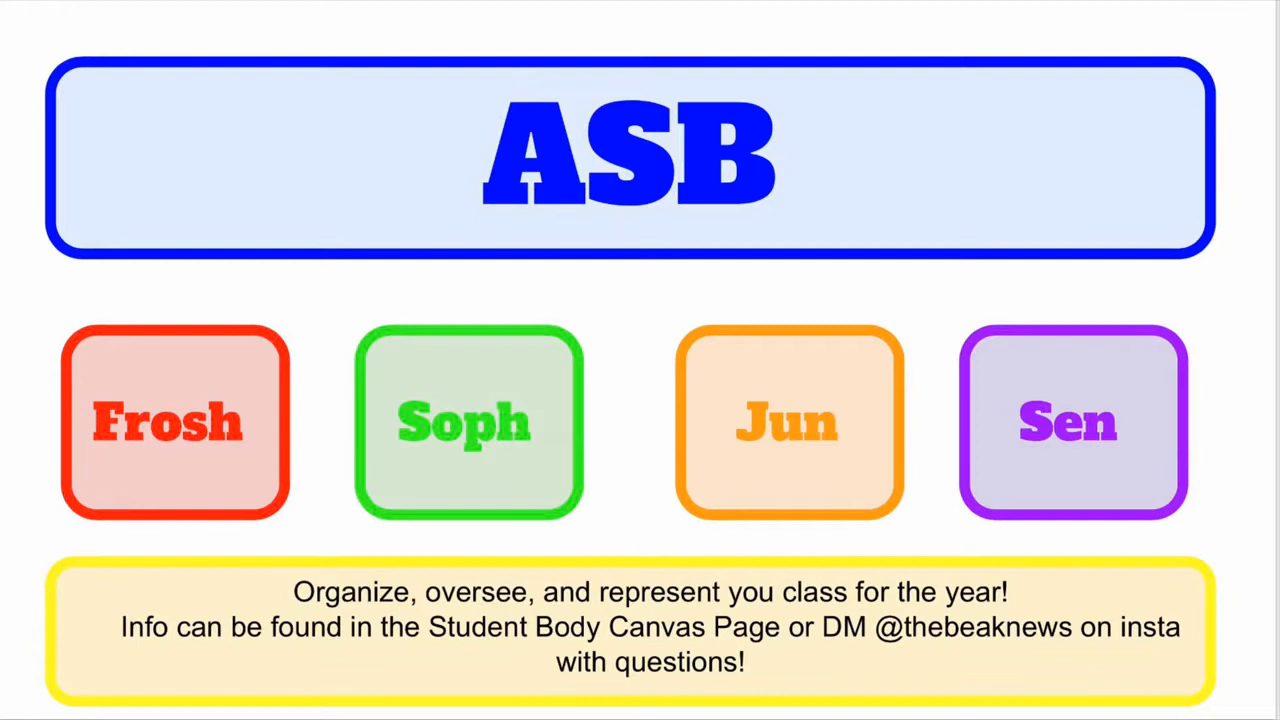 ASB
Frosh
Soph
Jun
Sen
Organize, oversee, and represent you class for the year!
Info can be found in the Student Body Canvas Page or DM @thebeaknews on insta
with questions!